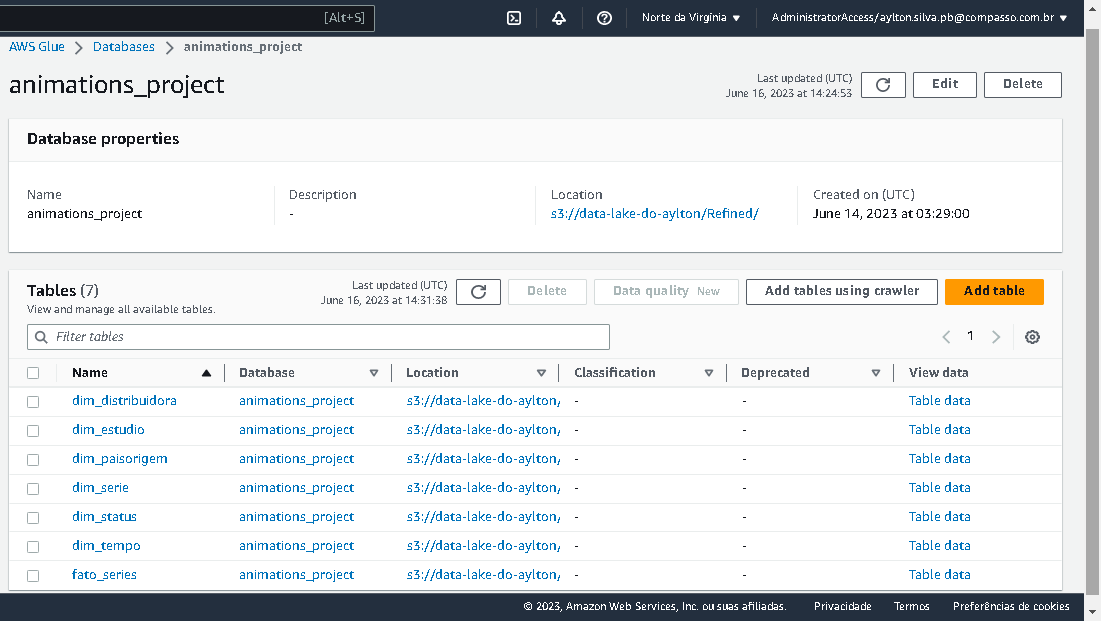 [Alt+S] Norte da Virgínia AdministratorAccess/aylton.silva.pb@compasso.com.br
AWS Glue Databases animations_project
animations_project
Last updated (UTC)
June 16, 2023 at 14:24:53
Edit Delete
Database properties
Name Description Location Created on (UTC)
animations_project - s3://data-lake-do-aylton/Refined/ June 14, 2023 at 03:29:00
Tables (7)
View and manage all available tables.
Last updated (UTC)
June 16, 2023 at 14:31:38
Delete Data quality New Add tables using crawler Add table
Filter tables 1
Name Database Location Classification Deprecated View data
dim_distribuidora animations_project s3://data-lake-do-aylton/ - - Table data
dim_estudio animations_project s3://data-lake-do-aylton/ - - Table data
dim_paisorigem animations_project s3://data-lake-do-aylton/ - - Table data
dim_serie animations_project s3://data-lake-do-aylton/ - - Table data
dim_status animations_project s3://data-lake-do-aylton/ - - Table data
dim_tempo animations_project s3://data-lake-do-aylton/ - - Table data
fato_series animations_project s3://data-lake-do-aylton/ - - Table data
© 2023, Amazon Web Services, Inc. ou suas afiliadas. Privacidade Termos Preferências de cookies